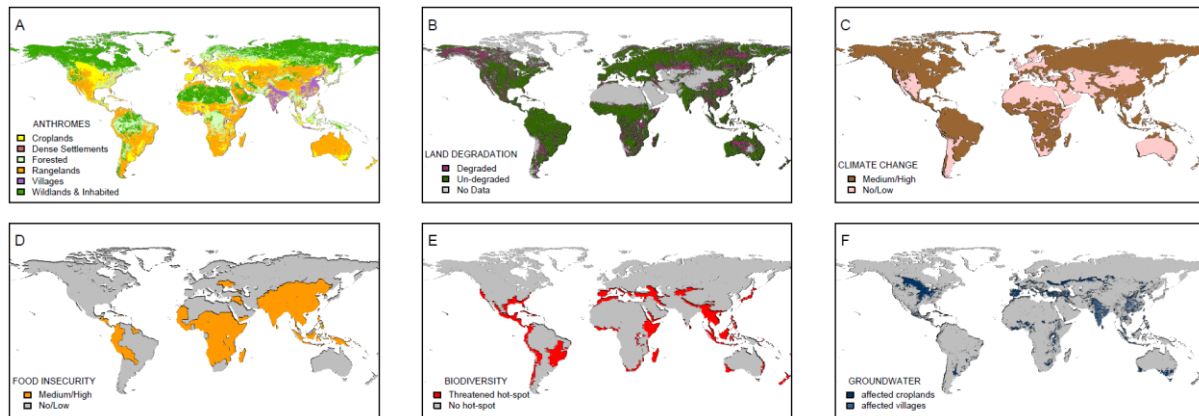 A
ANTHROMES
Croplands
Dense Settlements
Forested
Rangelands
Villages
Wildlands & Inhabited
B
LAND DEGRADATION
Degraded
Un-degraded
No Data
C
CLIMATE CHANGE
Medium/High
No/Low
D
FOOD INSECURITY
Medium/High
No/Low
E
BIODIVERSITY
Threatened hot-spot
No hot-spot
F
GROUNDWATER
affected croplands
affected villages